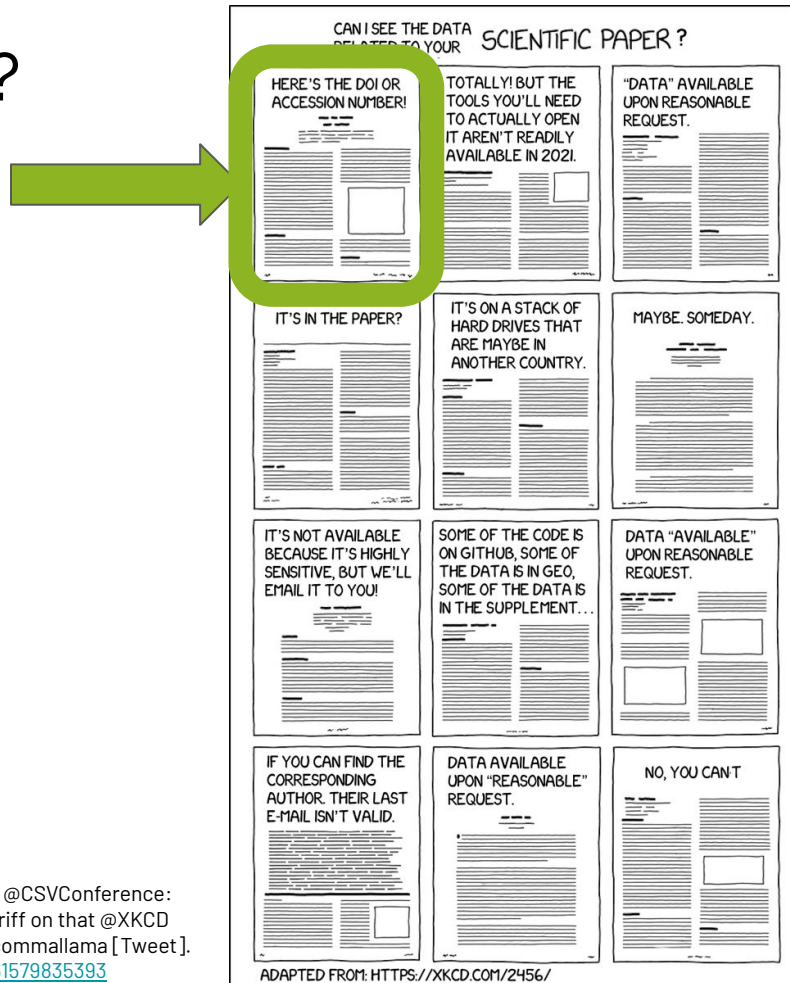 ?
CAN I SEE THE DATA
RELATED TO YOUR SCIENTIFIC PAPER?
HERE'S THE DOI OR
ACCESSION NUMBER!
TOTALLY! BUT THE
TOOLS YOU'LL NEED
TO ACTUALLY OPEN
IT AREN'T READILY
AVAILABLE IN 2021.
"DATA" AVAILABLE
UPON REASONABLE
REQUEST.
IT'S IN THE PAPER?
IT'S ON A STACK OF
HARD DRIVES THAT
ARE MAYBE IN
ANOTHER COUNTRY.
MAYBE. SOMEDAY.
IT'S NOT AVAILABLE
BECAUSE IT'S HIGHLY
SENSITIVE, BUT WE'LL
EMAIL IT TO YOU!
SOME OF THE CODE IS
ON GITHUB, SOME OF
THE DATA IS IN GEO,
SOME OF THE DATA IS
IN THE SUPPLEMENT...
DATA "AVAILABLE"
UPON REASONABLE
REQUEST.
IF YOU CAN FIND THE
CORRESPONDING
AUTHOR. THEIR LAST
E-MAIL ISN'T VALID.
DATA AVAILABLE
UPON "REASONABLE"
REQUEST.
NO, YOU CAN'T
@CSVConference:
riff on that @XKCD
commallama [Tweet].
1579835393
ADAPTED FROM: HTTPS://XKCD.COM/2456/